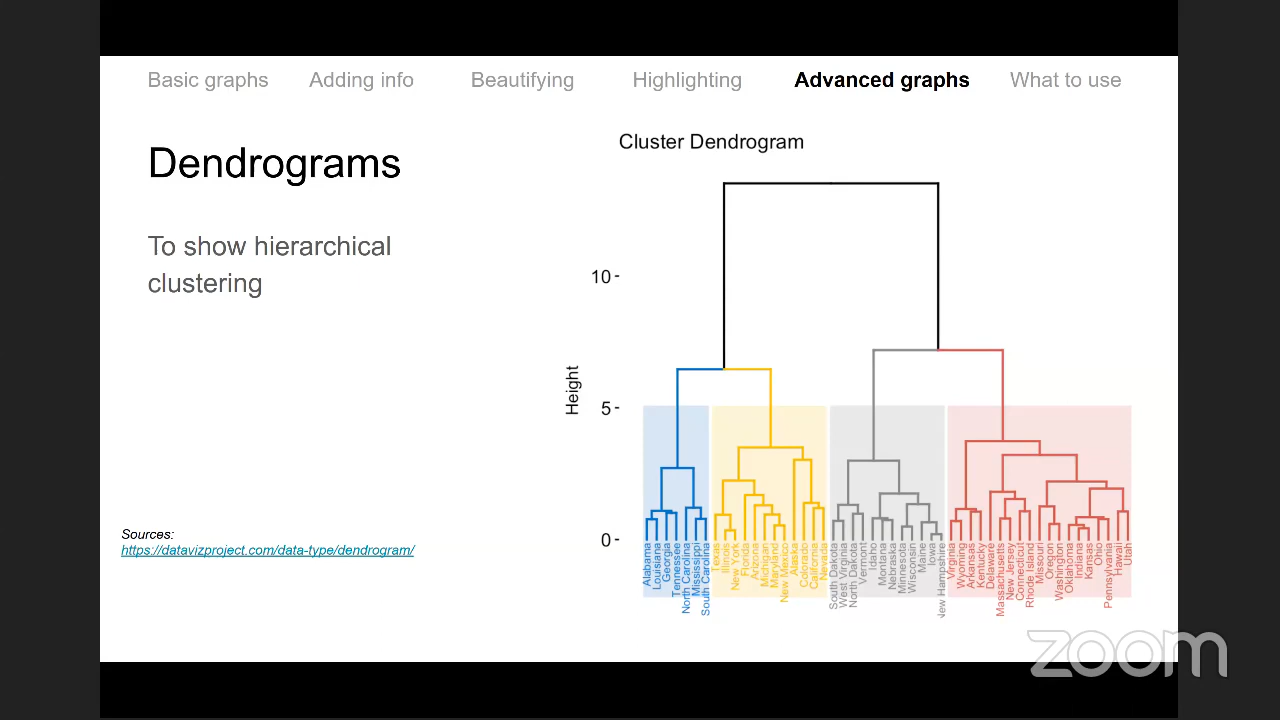 Basic graphs Adding info Beautifying Highlighting Advanced graphs What to use
Dendrograms
To show hierarchical
clustering
Sources:
https://datavizproject.com/data-type/dendrogram/
Cluster Dendrogram
Height
10
5
0
Alabama
Louisiana
Georgia
Tennessee
North Carolina
Mississippi
South Carolina
Texas
Illinois
New York
Florida
Arizona
Michigan
Maryland
New Mexico
Alaska
Colorado
California
Nevada
South Dakota
West Virginia
North Dakota
Vermont
Idaho
Montana
Nebraska
Minnesota
Wisconsin
Maine
Iowa
New Hampshire
Virginia
Wyoming
Arkansas
Kentucky
Delaware
Massachusetts
New Jersey
Connecticut
Rhode Island
Missouri
Oregon
Washington
Oklahoma
Indiana
Kansas
Ohio
Pennsylvania
Hawaii
Utah
zoom